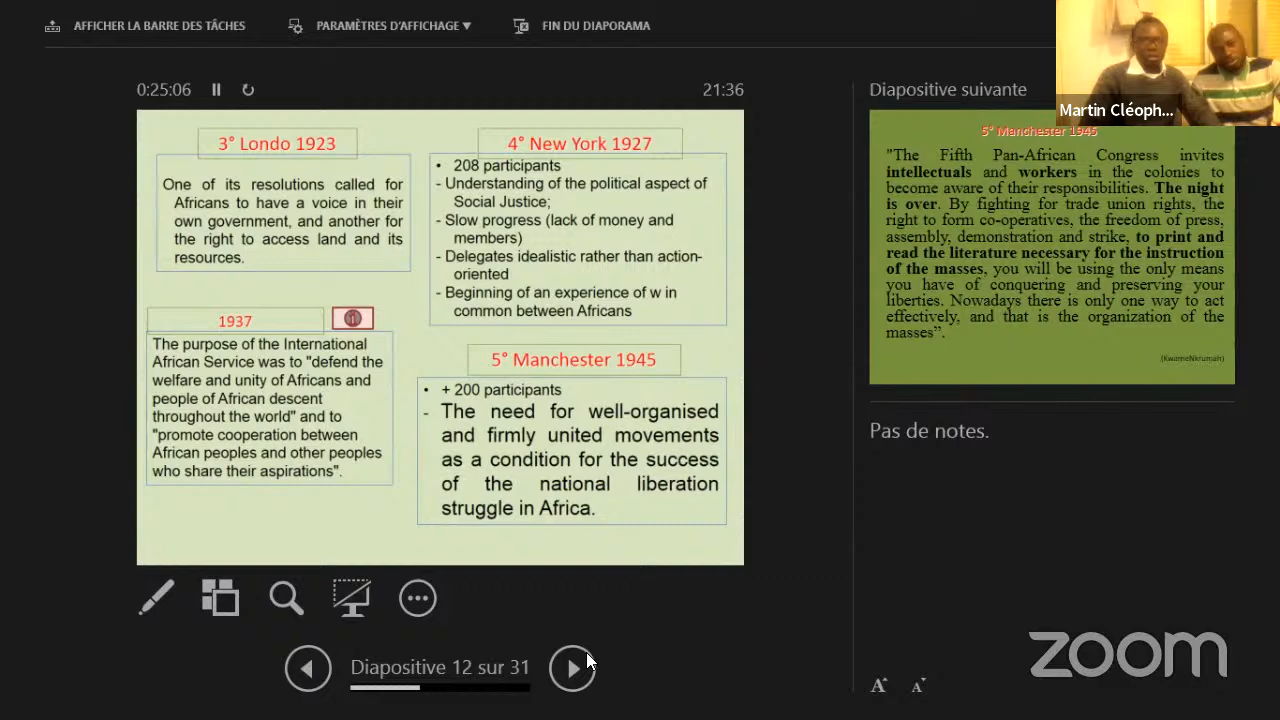 AFFICHER LA BARRE DES TÂCHES
PARAMÈTRES D'AFFICHAGE
FIN DU DIAPORAMA
0:25:06
21:36
3° Londo 1923
One of its resolutions called for
Africans to have a voice in their
own government, and another for
the right to access land and its
resources.
4° New York 1927
• 208 participants
- Understanding of the political aspect of
Social Justice;
- Slow progress (lack of money and
members)
- Delegates idealistic rather than action-
oriented
- Beginning of an experience of w in
common between Africans
1937
The purpose of the International
African Service was to "defend the
welfare and unity of Africans and
people of African descent
throughout the world" and to
"promote cooperation between
African peoples and other peoples
who share their aspirations".
5° Manchester 1945
• + 200 participants
- The need for well-organised
and firmly united movements
as a condition for the success
of the national liberation
struggle in Africa.
Diapositive 12 sur 31
Diapositive suivante
Martin Cléoph...
5° Manchester 1945
"The Fifth Pan-African Congress invites
intellectuals and workers in the colonies to
become aware of their responsibilities. The night
is over. By fighting for trade union rights, the
right to form co-operatives, the freedom of press,
assembly, demonstration and strike, to print and
read the literature necessary for the instruction
of the masses, you will be using the only means
you have of conquering and preserving your
liberties. Nowadays there is only one way to act
effectively, and that is the organization of the
masses".
(KwameNkrumah)
Pas de notes.
A A
zoom